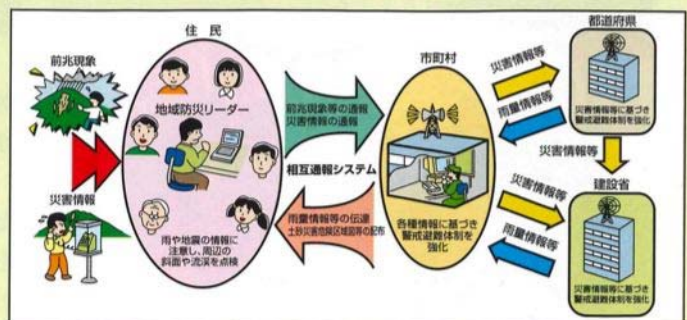 住民
前兆現象
災害情報
地域防災リーダー
雨や地震の情報に
注意し、周辺の
斜面や流渓を点検
前兆現象等の通報
災害情報の通報
相互通報システム
雨量情報等の伝達
土砂災害危険区域図等の配布
市町村
各種情報に基づき
警戒避難体制を
強化
災害情報等
雨量情報等
災害情報等
雨量情報等
都道府県
災害情報等に基づき
警戒避難体制を強化
災害情報等
建設省
災害情報等に基づき
警戒避難体制を強化